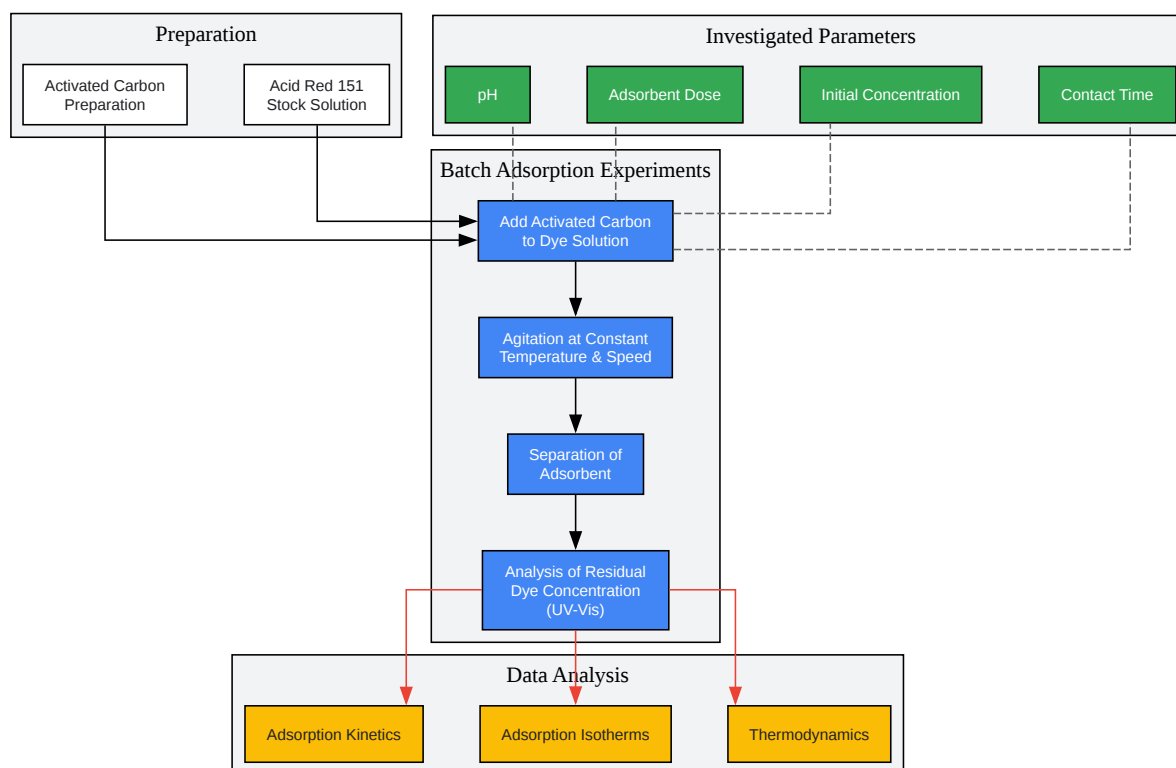 Preparation
Activated Carbon
Preparation
Acid Red 151
Stock Solution
Investigated Parameters
pH
Adsorbent Dose
Initial Concentration
Contact Time
Batch Adsorption Experiments
Add Activated Carbon
to Dye Solution
Agitation at Constant
Temperature & Speed
Separation of
Adsorbent
Analysis of Residual
Dye Concentration
(UV-Vis)
Data Analysis
Adsorption Kinetics
Adsorption Isotherms
Thermodynamics